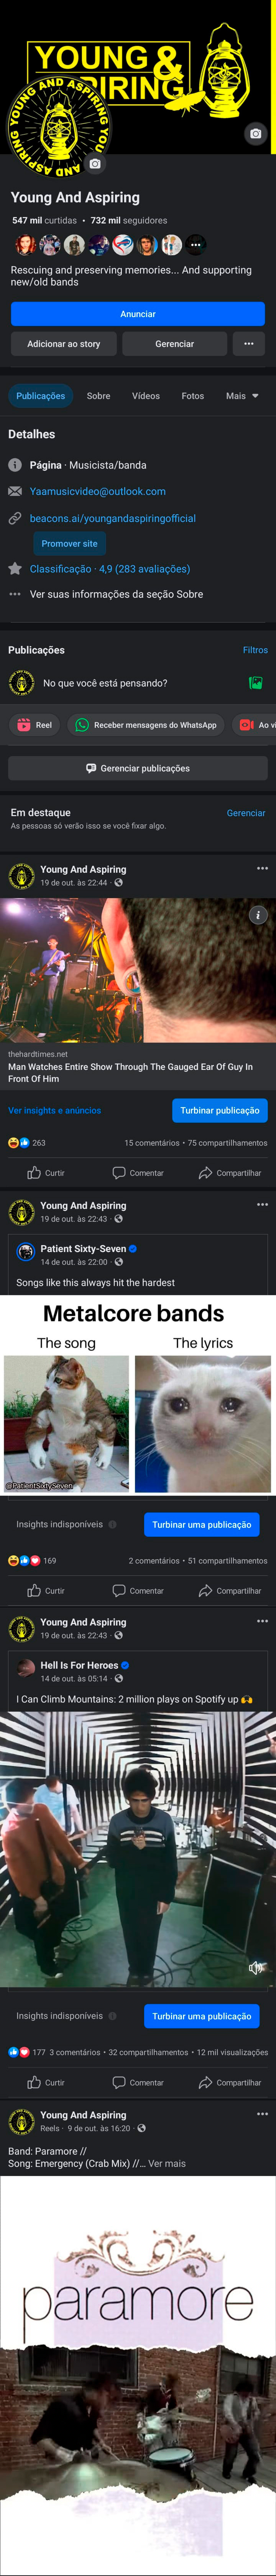 YOUNG &
PIRING
YOUNG AND ASPIRING YOUNG AND ASPIRING
Young And Aspiring
547 mil curtidas • 732 mil seguidores
Rescuing and preserving memories... And supporting
new/old bands
Anunciar
Adicionar ao story
Gerenciar
Publicações
Sobre
Vídeos
Fotos
Mais
Detalhes
Página · Musicista/banda
Yaamusicvideo@outlook.com
beacons.ai/youngandaspiringofficial
Promover site
Classificação · 4,9 (283 avaliações)
Ver suas informações da seção Sobre
Publicações
Filtros
No que você está pensando?
Reel
Receber mensagens do WhatsApp
Ao vi
Gerenciar publicações
Em destaque
Gerenciar
As pessoas só verão isso se você fixar algo.
Young And Aspiring
19 de out. às 22:44 ·
thehardtimes.net
Man Watches Entire Show Through The Gauged Ear Of Guy In
Front Of Him
Ver insights e anúncios
Turbinar publicação
263
15 comentários • 75 compartilhamentos
Curtir
Comentar
Compartilhar
Young And Aspiring
19 de out. às 22:43 ·
Patient Sixty-Seven
14 de out. às 22:00 ·
Songs like this always hit the hardest
Metalcore bands
The song
The lyrics
@PatientSixtySeven
Insights indisponíveis
Turbinar uma publicação
169
2 comentários • 51 compartilhamentos
Curtir
Comentar
Compartilhar
Young And Aspiring
19 de out. às 22:43 ·
Hell Is For Heroes
14 de out. às 05:14 ·
I Can Climb Mountains: 2 million plays on Spotify up 🙌
Insights indisponíveis
Turbinar uma publicação
177 3 comentários • 32 compartilhamentos • 12 mil visualizações
Curtir
Comentar
Compartilhar
Young And Aspiring
Reels · 9 de out. às 16:20 ·
Band: Paramore //
Song: Emergency (Crab Mix) //... Ver mais
paramore